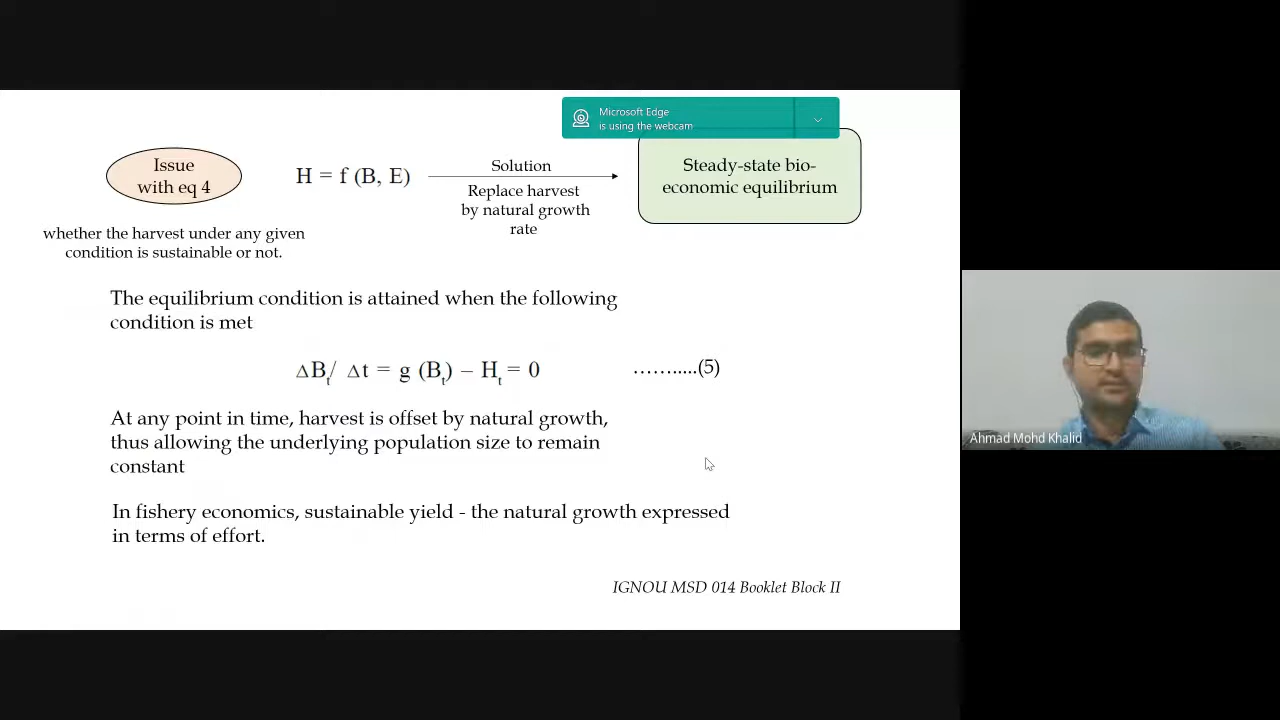 Microsoft Edge
is using the webcam
Issue
with eq 4
H = f (B, E)
Solution
Replace harvest
by natural growth
rate
Steady-state bio-
economic equilibrium
whether the harvest under any given
condition is sustainable or not.
The equilibrium condition is attained when the following
condition is met
ΔBt/ Δt = g (Bt) – Ht = 0
…….....(5)
At any point in time, harvest is offset by natural growth,
thus allowing the underlying population size to remain
constant
In fishery economics, sustainable yield - the natural growth expressed
in terms of effort.
IGNOU MSD 014 Booklet Block II
Ahmad Mohd Khalid